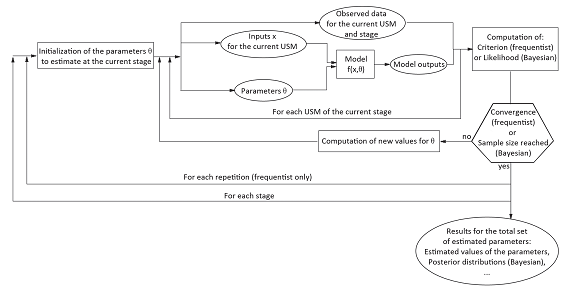 Initialization of the parameters θ
to estimate at the current stage
Observed data
for the current USM
and stage
Inputs x
for the current USM
Parameters θ
Model
f(x,θ)
Model outputs
Computation of:
Criterion (frequentist)
or Likelihood (Bayesian)
For each USM of the current stage
Computation of new values for θ
no
Convergence
(frequentist)
or
Sample size reached
(Bayesian)
yes
For each repetition (frequentist only)
For each stage
Results for the total set
of estimated parameters:
Estimated values of the parameters,
Posterior distributions (Bayesian),
....